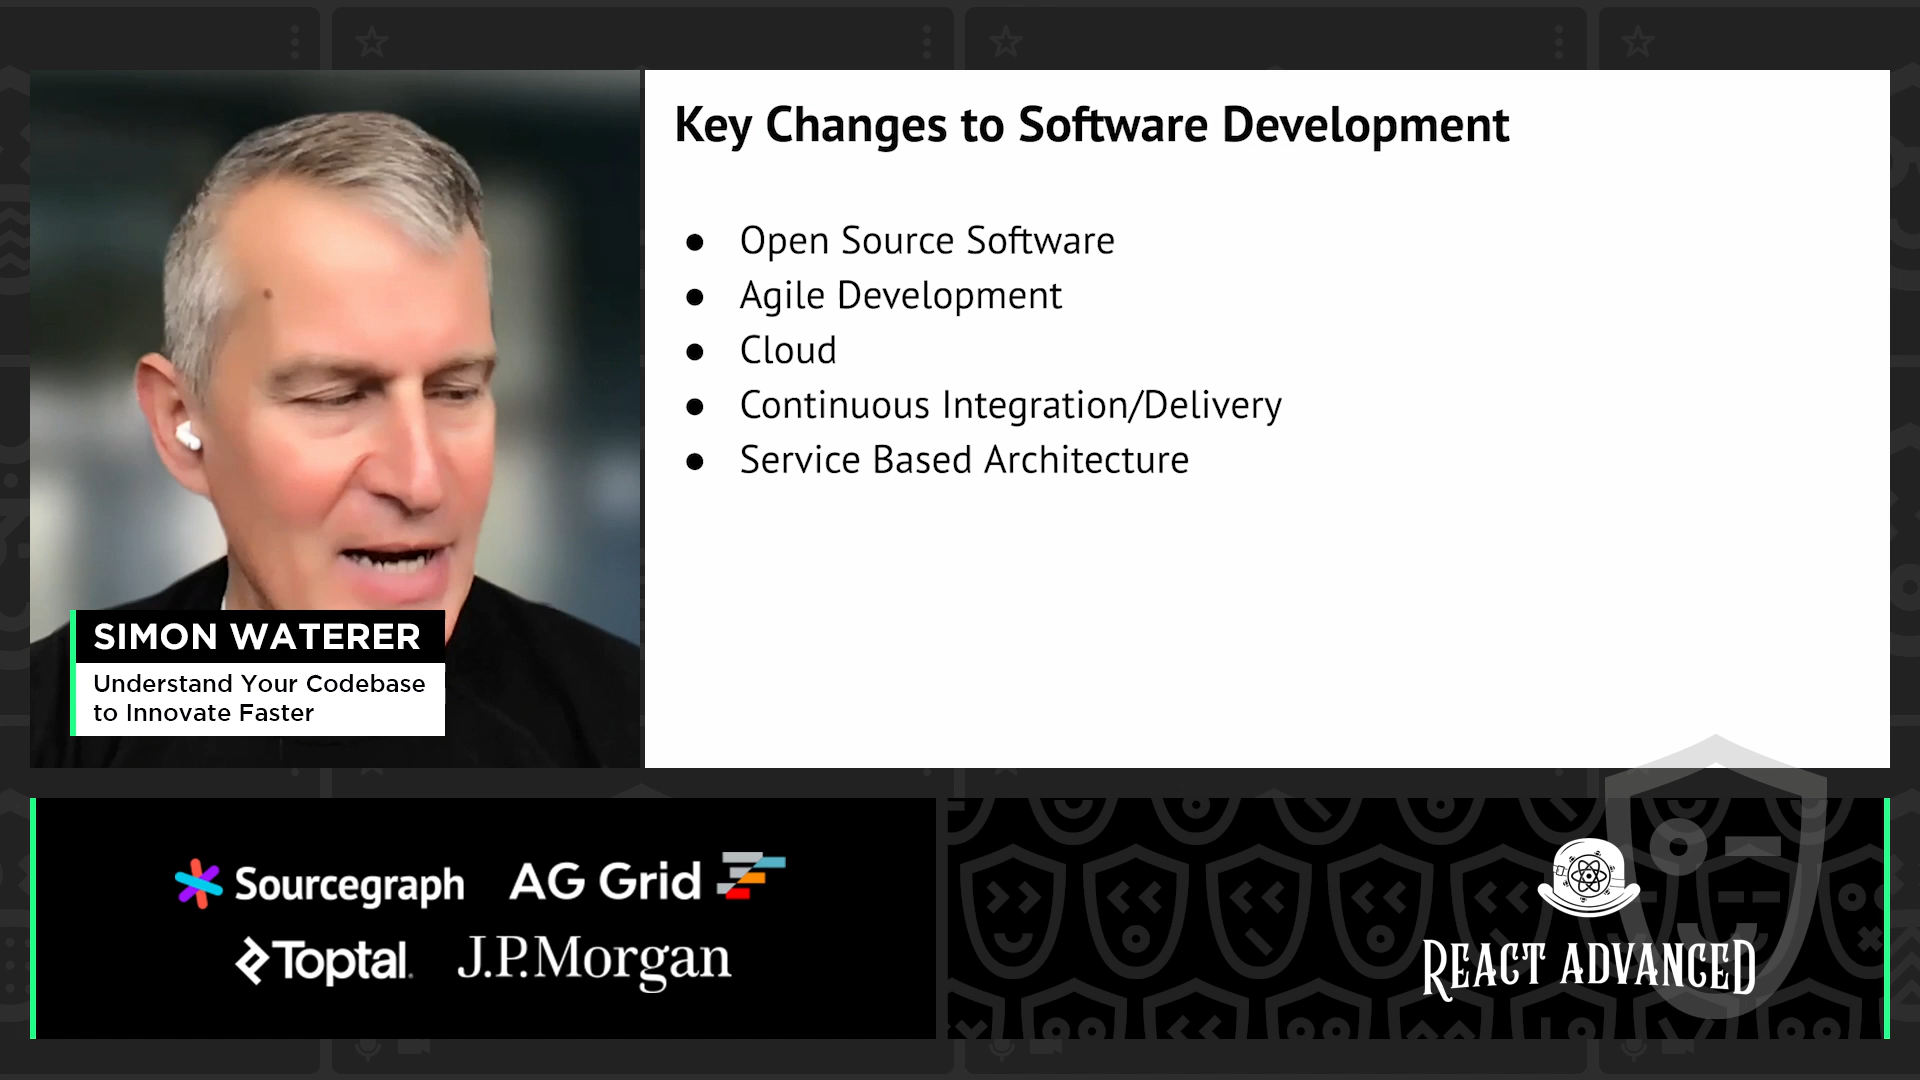 Key Changes to Software Development
● Open Source Software
● Agile Development
● Cloud
● Continuous Integration/Delivery
● Service Based Architecture
SIMON WATERER
Understand Your Codebase
to Innovate Faster
Sourcegraph
AG Grid
Toptal.
J.P.Morgan
REACT ADVANCED